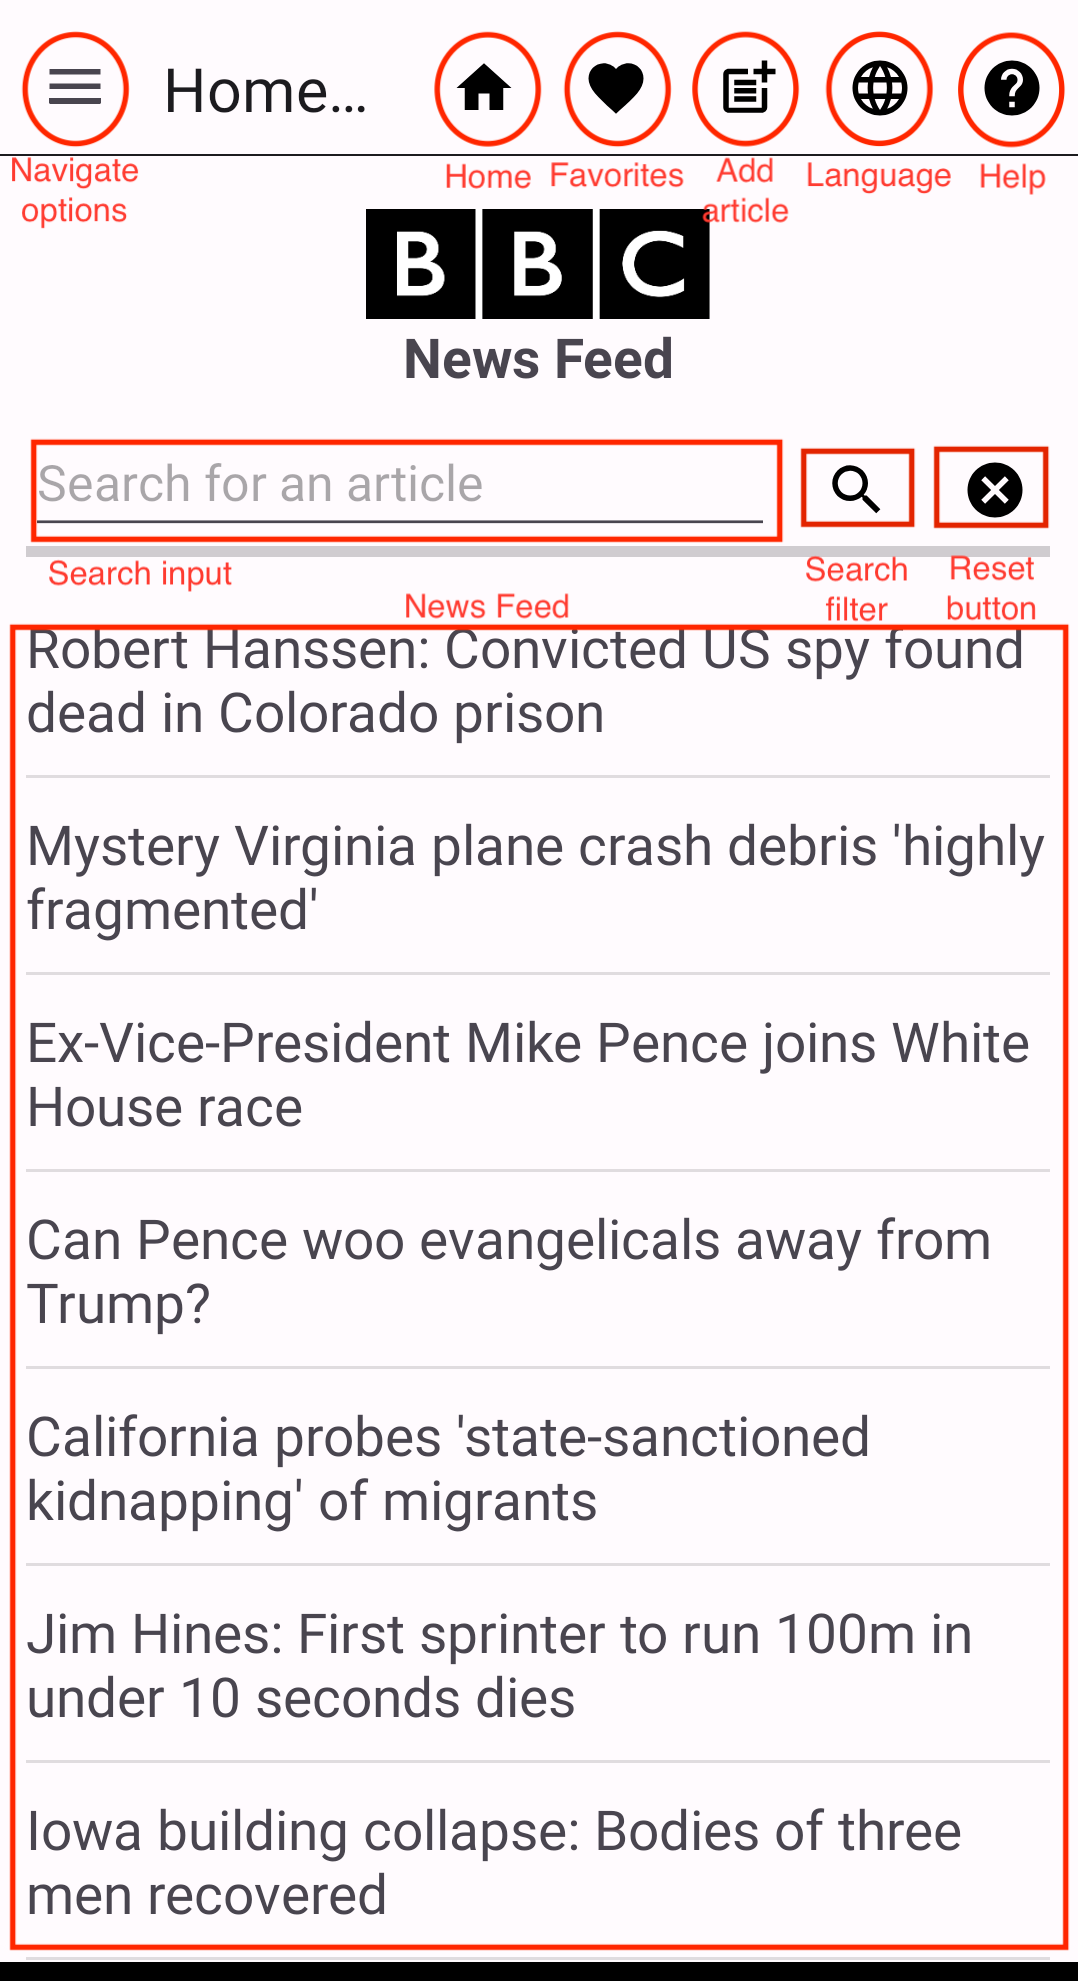 Home...
Navigate
options
Home
Favorites
Add
article
Language
Help
BBC
News Feed
Search for an article
Search input
Search
filter
Reset
button
News Feed
Robert Hanssen: Convicted US spy found
dead in Colorado prison
Mystery Virginia plane crash debris 'highly
fragmented'
Ex-Vice-President Mike Pence joins White
House race
Can Pence woo evangelicals away from
Trump?
California probes 'state-sanctioned
kidnapping' of migrants
Jim Hines: First sprinter to run 100m in
under 10 seconds dies
Iowa building collapse: Bodies of three
men recovered